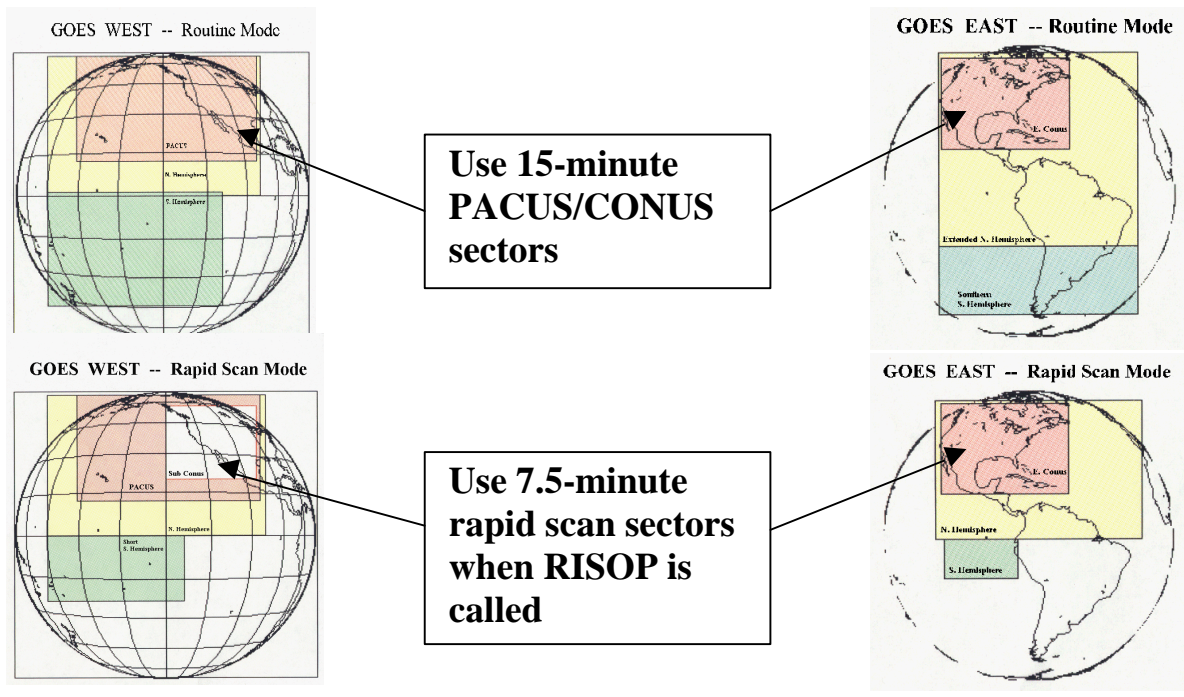 GOES WEST -- Routine Mode
PACUS
N. Hemisphere
S. Hemisphere
Use 15-minute
PACUS/CONUS
sectors
GOES EAST -- Routine Mode
E. Conus
Extended N. Hemisphere
Southern
S. Hemisphere
GOES WEST -- Rapid Scan Mode
Sub Conus
PACUS
N. Hemisphere
Short
S. Hemisphere
Use 7.5-minute
rapid scan sectors
when RISOP is
called
GOES EAST -- Rapid Scan Mode
E. Conus
N. Hemisphere
S. Hemisphere